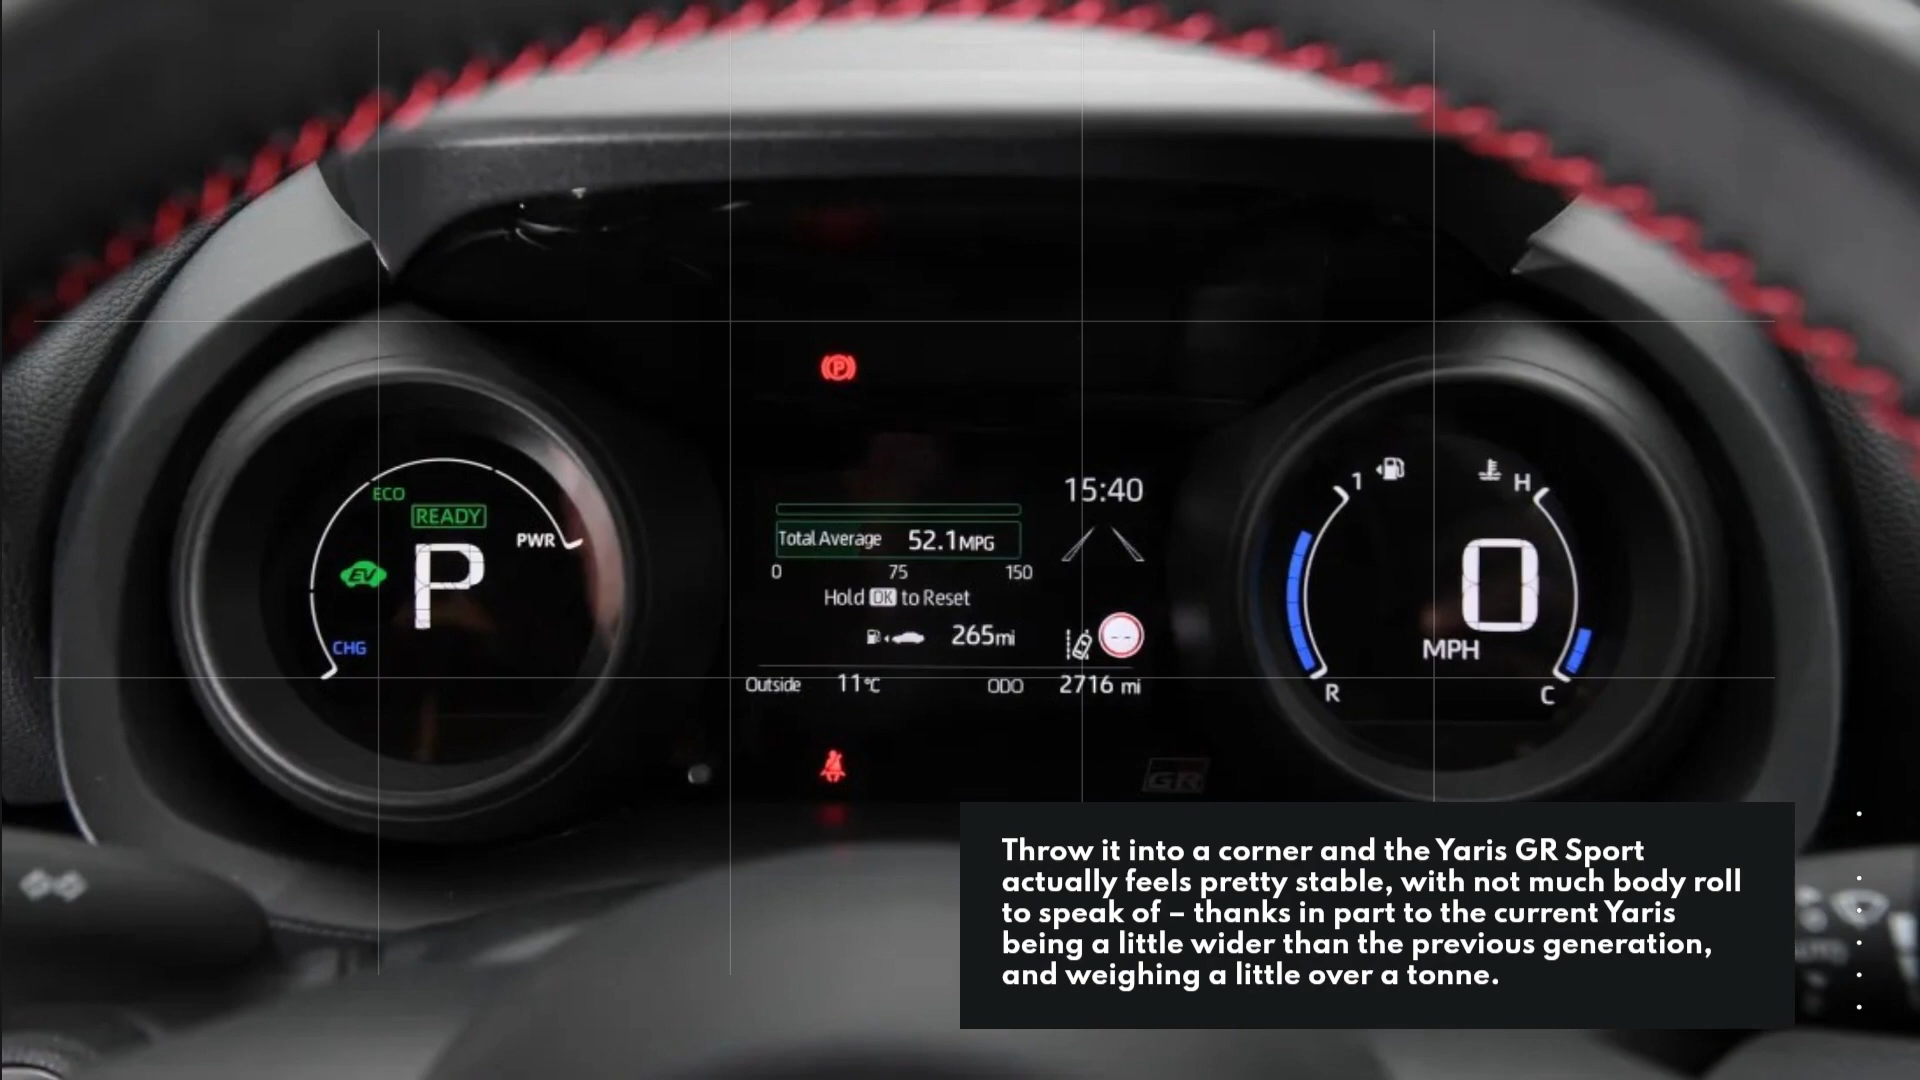 ECO
READY
PWR
EV
P
CHG
P
15:40
Total Average 52.1MPG
0 75 150
Hold OK to Reset
265mi
--
Outside 11°C ODO 2716 mi
GR
1 H
0
MPH
R C
Throw it into a corner and the Yaris GR Sport
actually feels pretty stable, with not much body roll
to speak of – thanks in part to the current Yaris
being a little wider than the previous generation,
and weighing a little over a tonne.
AUTO